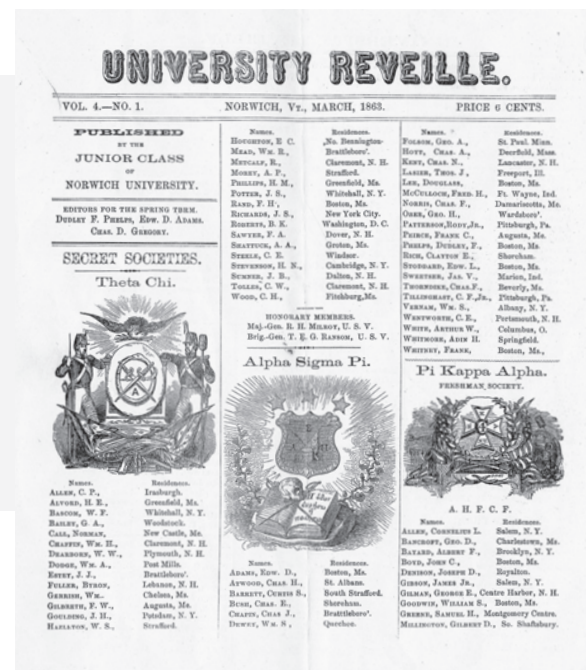 UNIVERSITY REVEILLE.
VOL. 4.—NO. 1.
NORWICH, VT., MARCH, 1863.
PRICE 6 CENTS.
PUBLISHED
BY THE
JUNIOR CLASS
OF
NORWICH UNIVERSITY.
EDITORS FOR THE SPRING TERM.
DUDLEY F. PHELPS, EDW. D. ADAMS.
CHAS. D. GREGORY.
SECRET SOCIETIES.
Theta Chi.
A
Names. Residences.
ALLEN, C. P., Irasburgh.
ALVORD, H. E., Greenfield, Ms.
BASCOM, W. F. Whitehall, N. Y.
BAILEY, G. A., Woodstock.
CALL, NORMAN, New Castle, Ms.
CHAFFIN, WM. H., Claremont, N. H.
DEARBORN, W. W., Plymouth, N. H.
DODGE, WM. A., Post Mills.
ESTEY, J. J., Brattleboro'.
FULLER, BYRON, Lebanon, N. H.
GERRISH, WM. Chelsea, Ms.
GILBRETH, F. W., Augusta, Ms.
GOULDING, J. H., Potsdam, N. Y.
HAZLETON, W. S., Strafford.
Names. Residences.
HOUGHTON, E C. No. Bennington
MEAD, WM. R., Brattleboro'.
METCALF, R., Claremont, N. H.
MOREY, A. P., Strafford.
PHILLIPS, H. M., Greenfield, Ms.
POTTER, J. S., Whitehall, N. Y.
RAND, F. H., Boston, Ms.
RICHARDS, J. S., New York City.
ROBERTS, B. K. Washington, D. C.
SAWYER, F. A. Dover, N. H.
SHATTUCK, A. A., Groton, Ms.
STEELE, C. E. Windsor.
STEVENSON, H. N., Cambridge, N. Y.
SUMNER, J. B., Dalton, N. H.
TOLLES, C. W., Claremont, N. H.
WOOD, C. H., Fitchburg, Ms.
HONORARY MEMBERS.
Maj.-Gen. R. H. MILROY, U. S. V.
Brig.-Gen. T. E. G. RANSOM, U. S. V.
Alpha Sigma Pi.
Names. Residences.
ADAMS, EDW. D., Boston, Ms.
ATWOOD, CHAS. H., St. Albans.
BARRETT, CURTIS S., South Strafford.
BUSH, CHAS. E., Shoreham.
CHAPIN, CHAS J., Bratttleboro'.
DEWEY, WM. S., Quechee.
Names. Residences.
FOLSOM, GEO. A., St. Paul. Minn.
HOYT, CHAS. A., Deerfield, Mass.
KENT, CHAS. N., Lancaster, N. H.
LASIER, THOS. J., Freeport, Ill.
LEE, DOUGLASS, Boston, Ms.
MCCULLOCH, FRED. H., Ft. Wayne, Ind.
NORRIS, CHAS. F., Damariscotta, Me.
ORNE, GEO. H., Wardsboro'.
PATTERSON, RODY, JR., Pittsburg, Pa.
PEIRCE, FRANK C., Augusta, Ms.
PHELPS, DUDLEY, F., Boston, Ms.
RICH, CLAYTON E., Shoreham.
STODDARD, EDW. L., Boston, Ms.
SWEETSER, JAS. V., Marion, Ind.
THORNDIKE, CHAS. F., Beverly, Ms.
TILLINGHAST, C. F., JR., Pittsburgh, Pa.
VERNAM, WM. S., Albany, N. Y.
WENTWORTH, C. E., Portsmouth, N. H.
WHITE, ARTHUR W., Columbus, O.
WHITMORE, ADIN H. Springfield.
WHITNEY, FRANK, Boston, Ms.,
Pi Kappa Alpha.
FRESHMAN SOCIETY.
A. H. F. C. F.
Names. Residences.
ALLEN, CORNELIUS L. Salem, N. Y.
BANCROFT, GEO. D., Charlestown, Ms.
BAYARD, ALBERT F., Brooklyn, N. Y.
BOYD, JOHN C., Boston, Ms.
DENISON, JOSEPH D., Royalton.
GIBSON, JAMES JR., Salem, N. Y.
GILMAN, GEORGE E., Centre Harbor, N. H.
GOODWIN, WILLIAM S., Boston, Ms.
GREENE, SAMUEL H., Montgomery Centre.
MILLINGTON, GILBERT D., So. Shaftsbury.